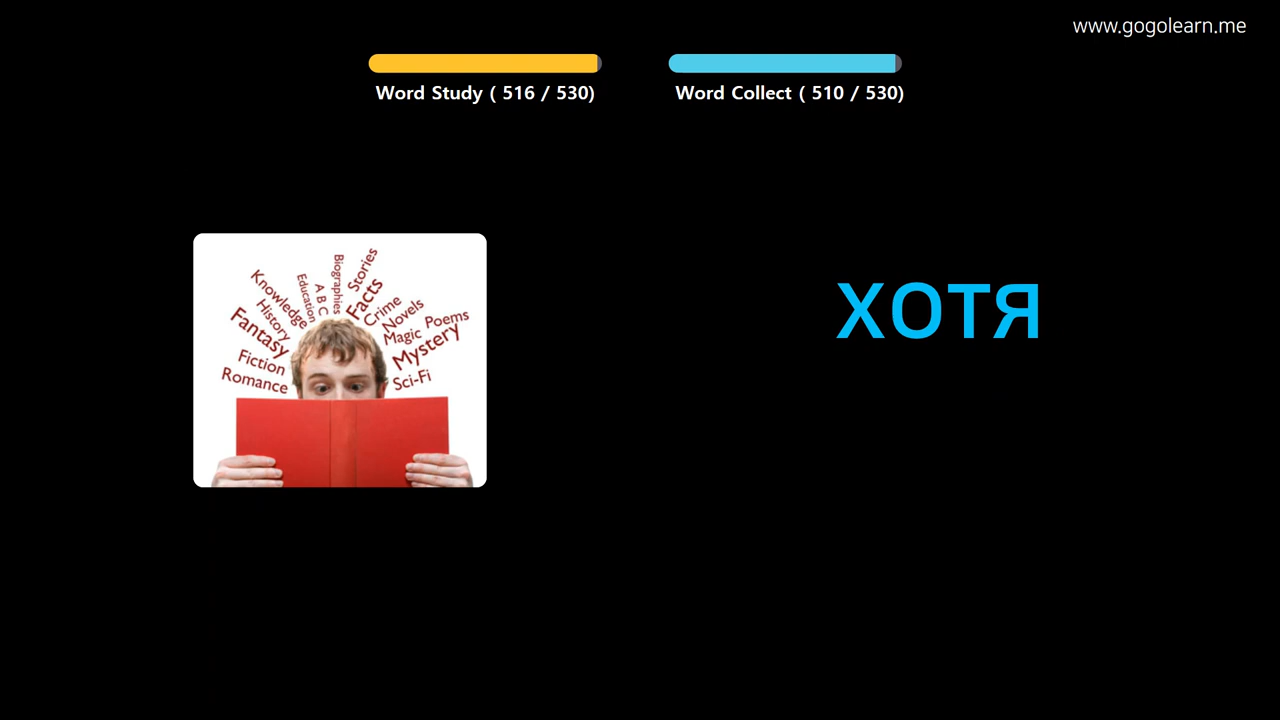 www.gogolearn.me
Word Study ( 516 / 530)
Word Collect ( 510 / 530)
хотя
Stories
Biographies
Facts
Knowledge
Education
A B C
Crime
Novels
History
Poems
Fantasy
Magic
Mystery
Fiction
Romance
Sci-Fi